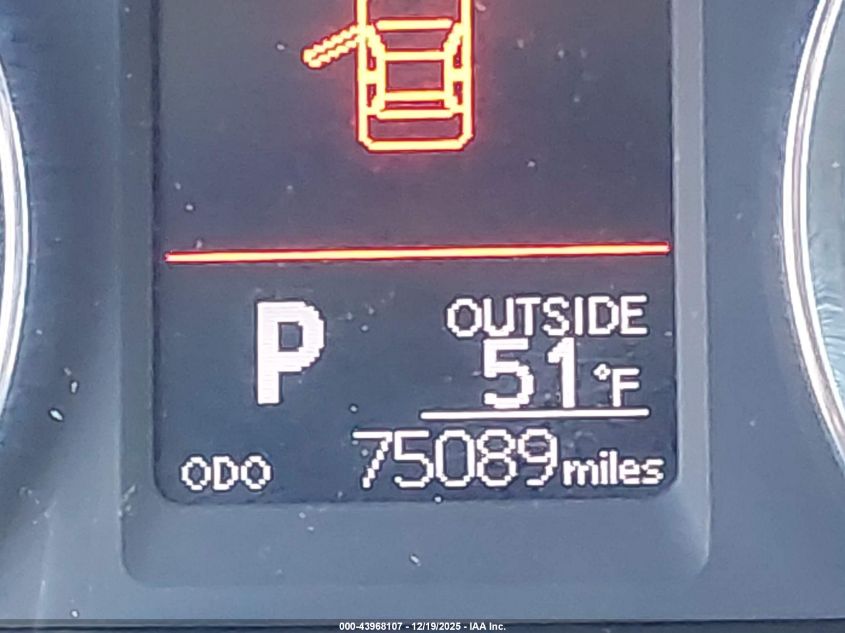 P
OUTSIDE
51 °F
ODO 75089 miles
000-43968107 - 12/19/2025 - IAA Inc.